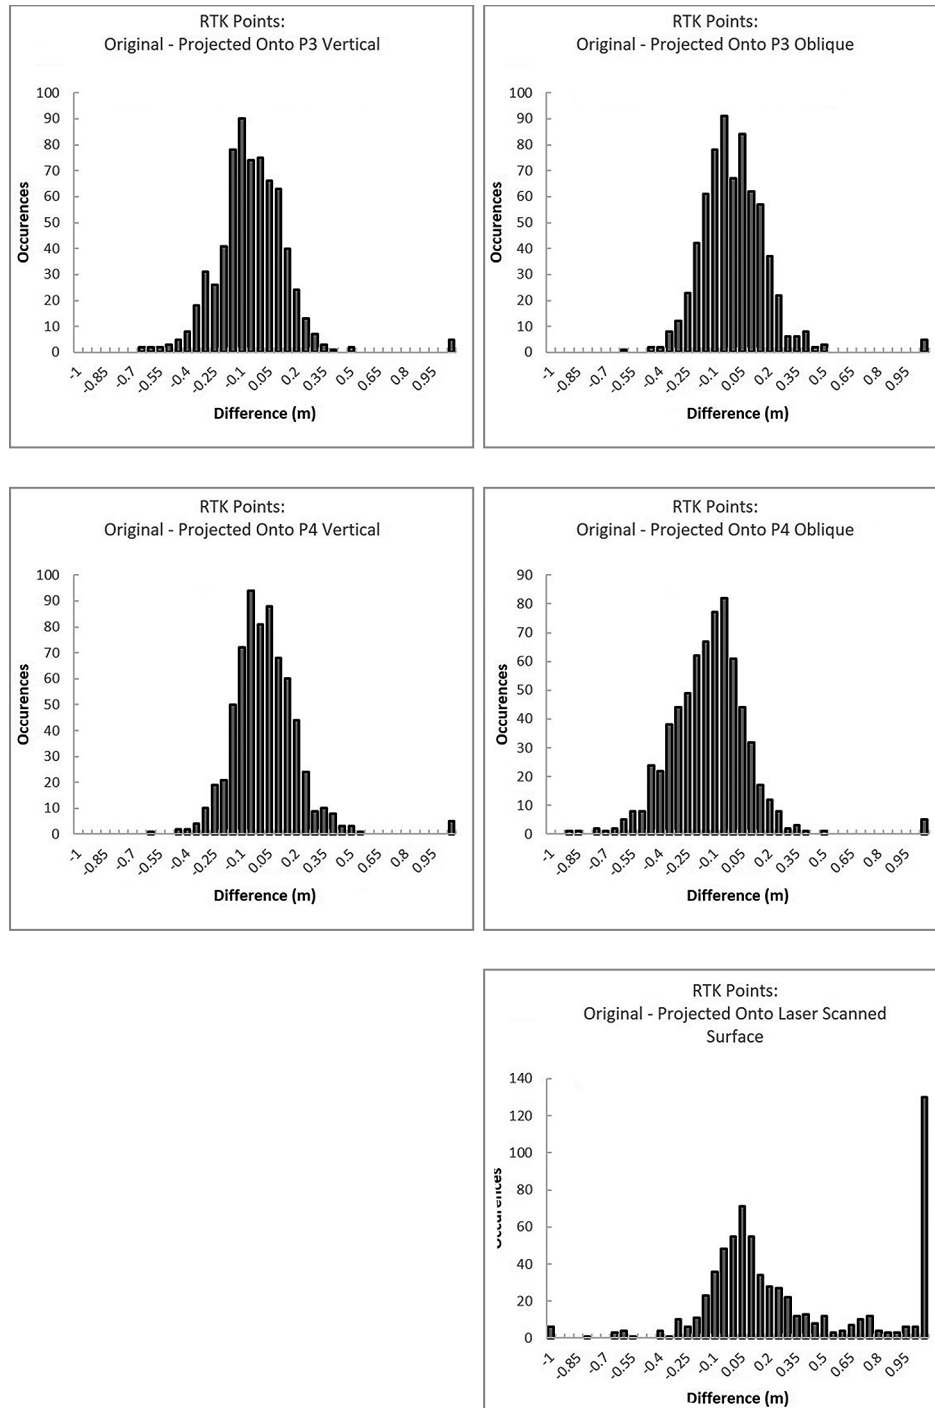 RTK Points:
Original - Projected Onto P3 Vertical
100
90
80
70
60
50
40
30
20
10
0
Occurences
-1 -0.85 -0.7 -0.55 -0.4 -0.25 -0.1 0.05 0.2 0.35 0.5 0.65 0.8 0.95
Difference (m)
RTK Points:
Original - Projected Onto P3 Oblique
100
90
80
70
60
50
40
30
20
10
0
Occurences
-1 -0.85 -0.7 -0.55 -0.4 -0.25 -0.1 0.05 0.2 0.35 0.5 0.65 0.8 0.95
Difference (m)
RTK Points:
Original - Projected Onto P4 Vertical
100
90
80
70
60
50
40
30
20
10
0
Occurences
-1 -0.85 -0.7 -0.55 -0.4 -0.25 -0.1 0.05 0.2 0.35 0.5 0.65 0.8 0.95
Difference (m)
RTK Points:
Original - Projected Onto P4 Oblique
90
80
70
60
50
40
30
20
10
0
Occurences
-1 -0.85 -0.7 -0.55 -0.4 -0.25 -0.1 0.05 0.2 0.35 0.5 0.65 0.8 0.95
Difference (m)
RTK Points:
Original - Projected Onto Laser Scanned
Surface
140
120
100
80
60
40
20
0
Occurences
-1 -0.85 -0.7 -0.55 -0.4 -0.25 -0.1 0.05 0.2 0.35 0.5 0.65 0.8 0.95
Difference (m)